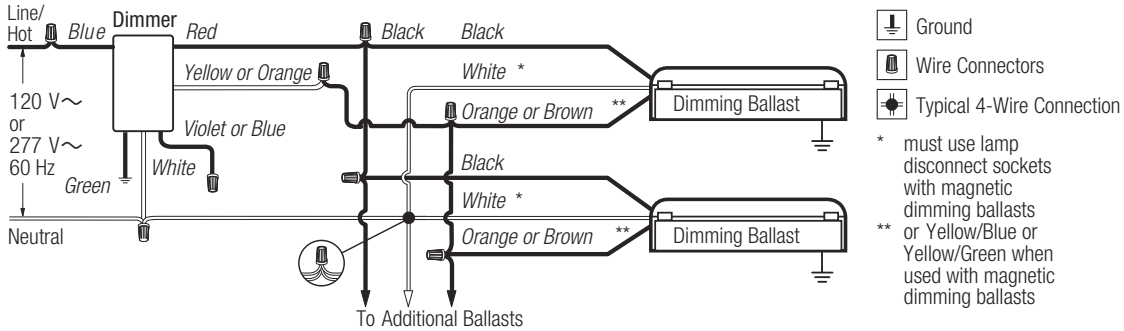 Line/
Hot
Blue
Dimmer
Red
Black
Black
White *
Yellow or Orange
Orange or Brown **
Dimming Ballast
120 V~
or
277 V~
60 Hz
Violet or Blue
White
Green
Neutral
Black
White *
Orange or Brown **
Dimming Ballast
To Additional Ballasts
Ground
Wire Connectors
Typical 4-Wire Connection
* must use lamp
disconnect sockets
with magnetic
dimming ballasts
** or Yellow/Blue or
Yellow/Green when
used with magnetic
dimming ballasts